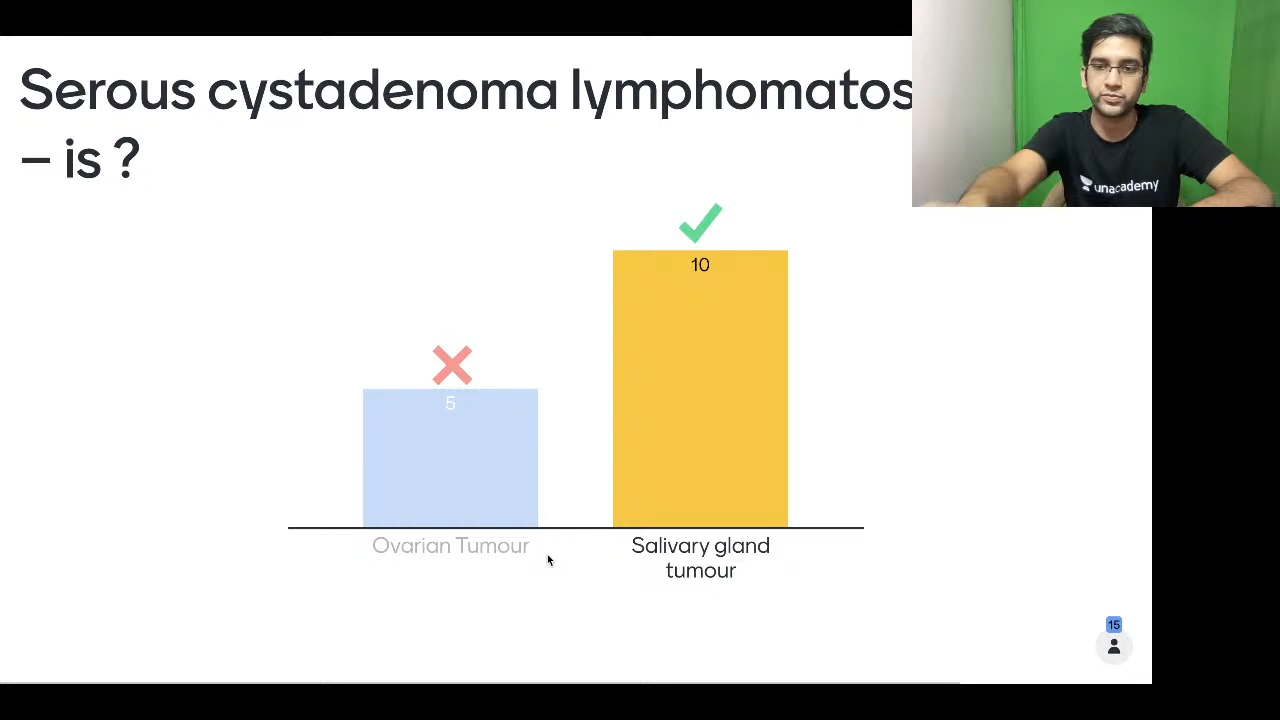 Serous cystadenoma lymphomatos
– is ?
unacademy
10
5
Ovarian Tumour
Salivary gland
tumour
15